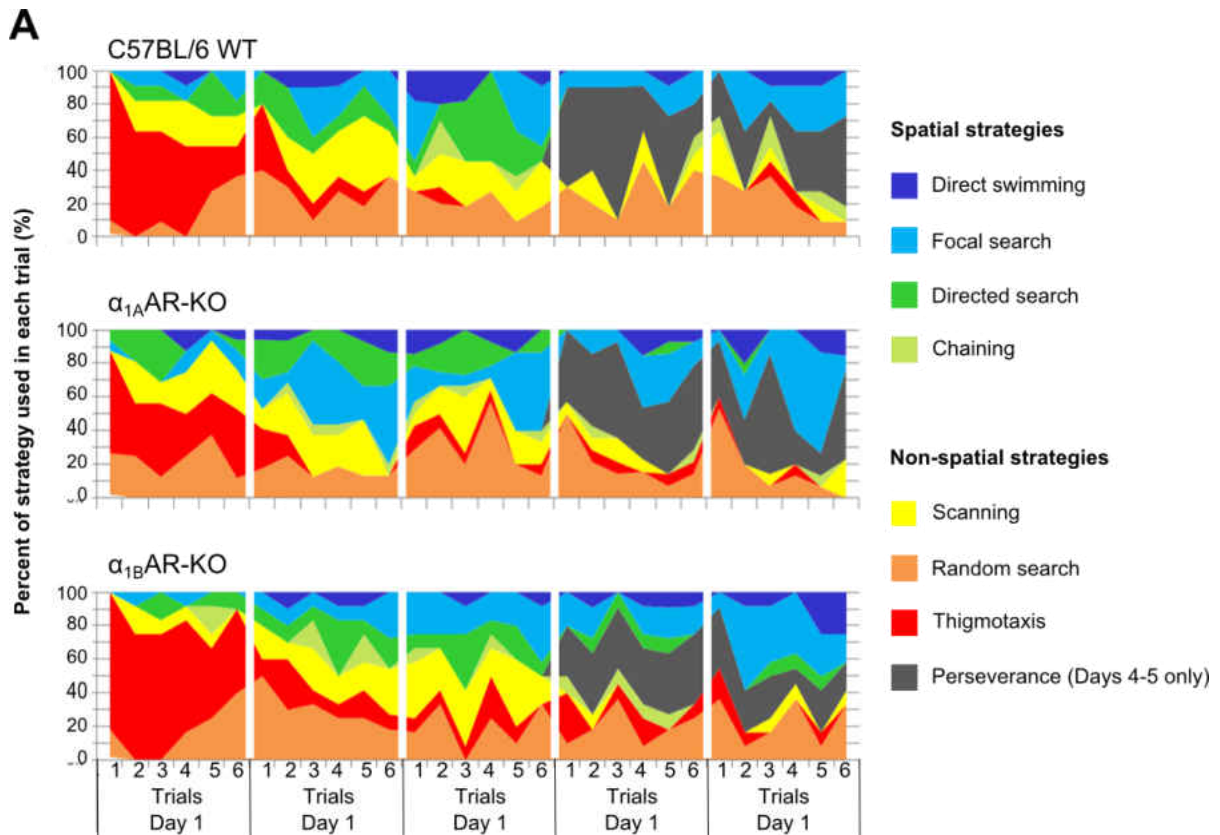 A
C57BL/6 WT
100
80
60
40
20
0
α1AAR-KO
100
80
60
40
20
.0
α1BAR-KO
100
80
60
40
20
.0
Percent of strategy used in each trial (%)
1 2 3 4 5 6 1 2 3 4 5 6 1 2 3 4 5 6 1 2 3 4 5 6 1 2 3 4 5 6
Trials Trials Trials Trials Trials
Day 1 Day 1 Day 1 Day 1 Day 1
Spatial strategies
Direct swimming
Focal search
Directed search
Chaining
Non-spatial strategies
Scanning
Random search
Thigmotaxis
Perseverance (Days 4-5 only)